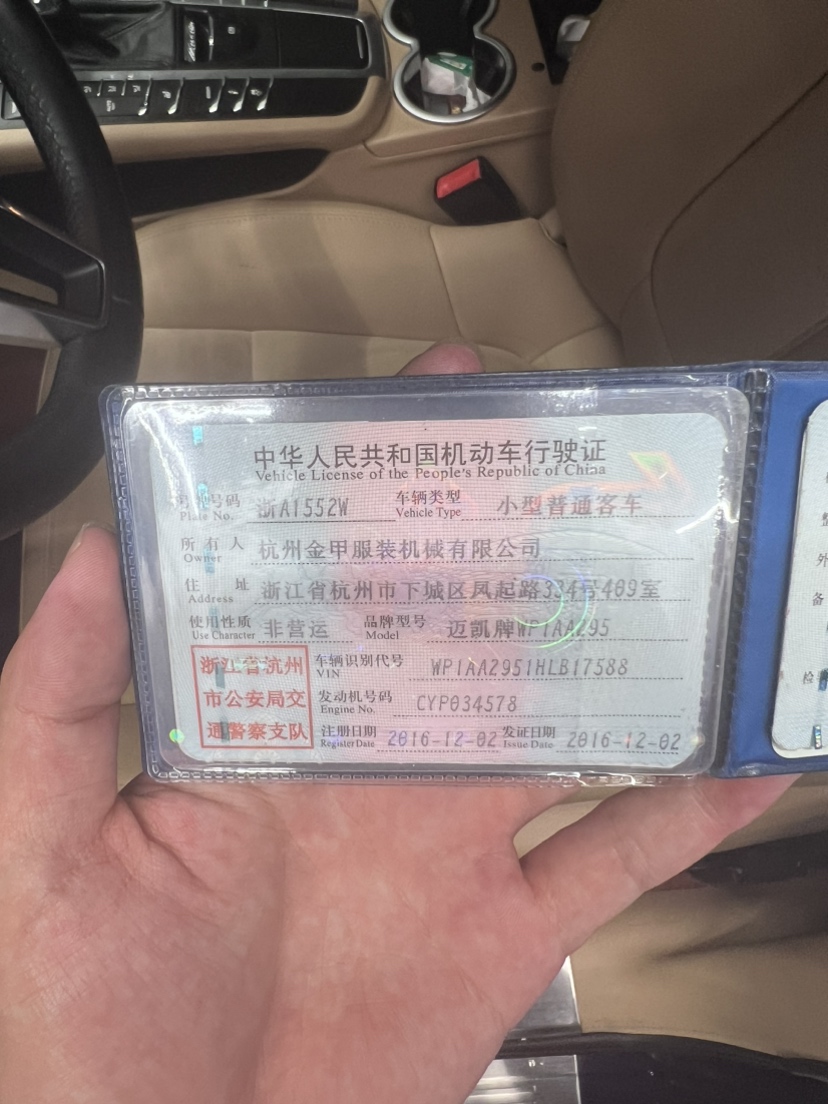 中华人民共和国机动车行驶证
Vehicle License of the People's Republic of China
号牌号码 浙A1552W 车辆类型 小型普通客车
Plate No. Vehicle Type
所有人 杭州金甲服装机械有限公司
Owner
住址 浙江省杭州市下城区凤起路334号409室
Address
使用性质 非营运 品牌型号 迈凯牌WP1AA295
Use Character Model
浙江省杭州
市公安局交
通警察支队
车辆识别代号 WP1AA2951HLB17588
VIN
发动机号码 CYP034578
Engine No.
注册日期 2016-12-02 发证日期 2016-12-02
Register Date Issue Date
外
备
检